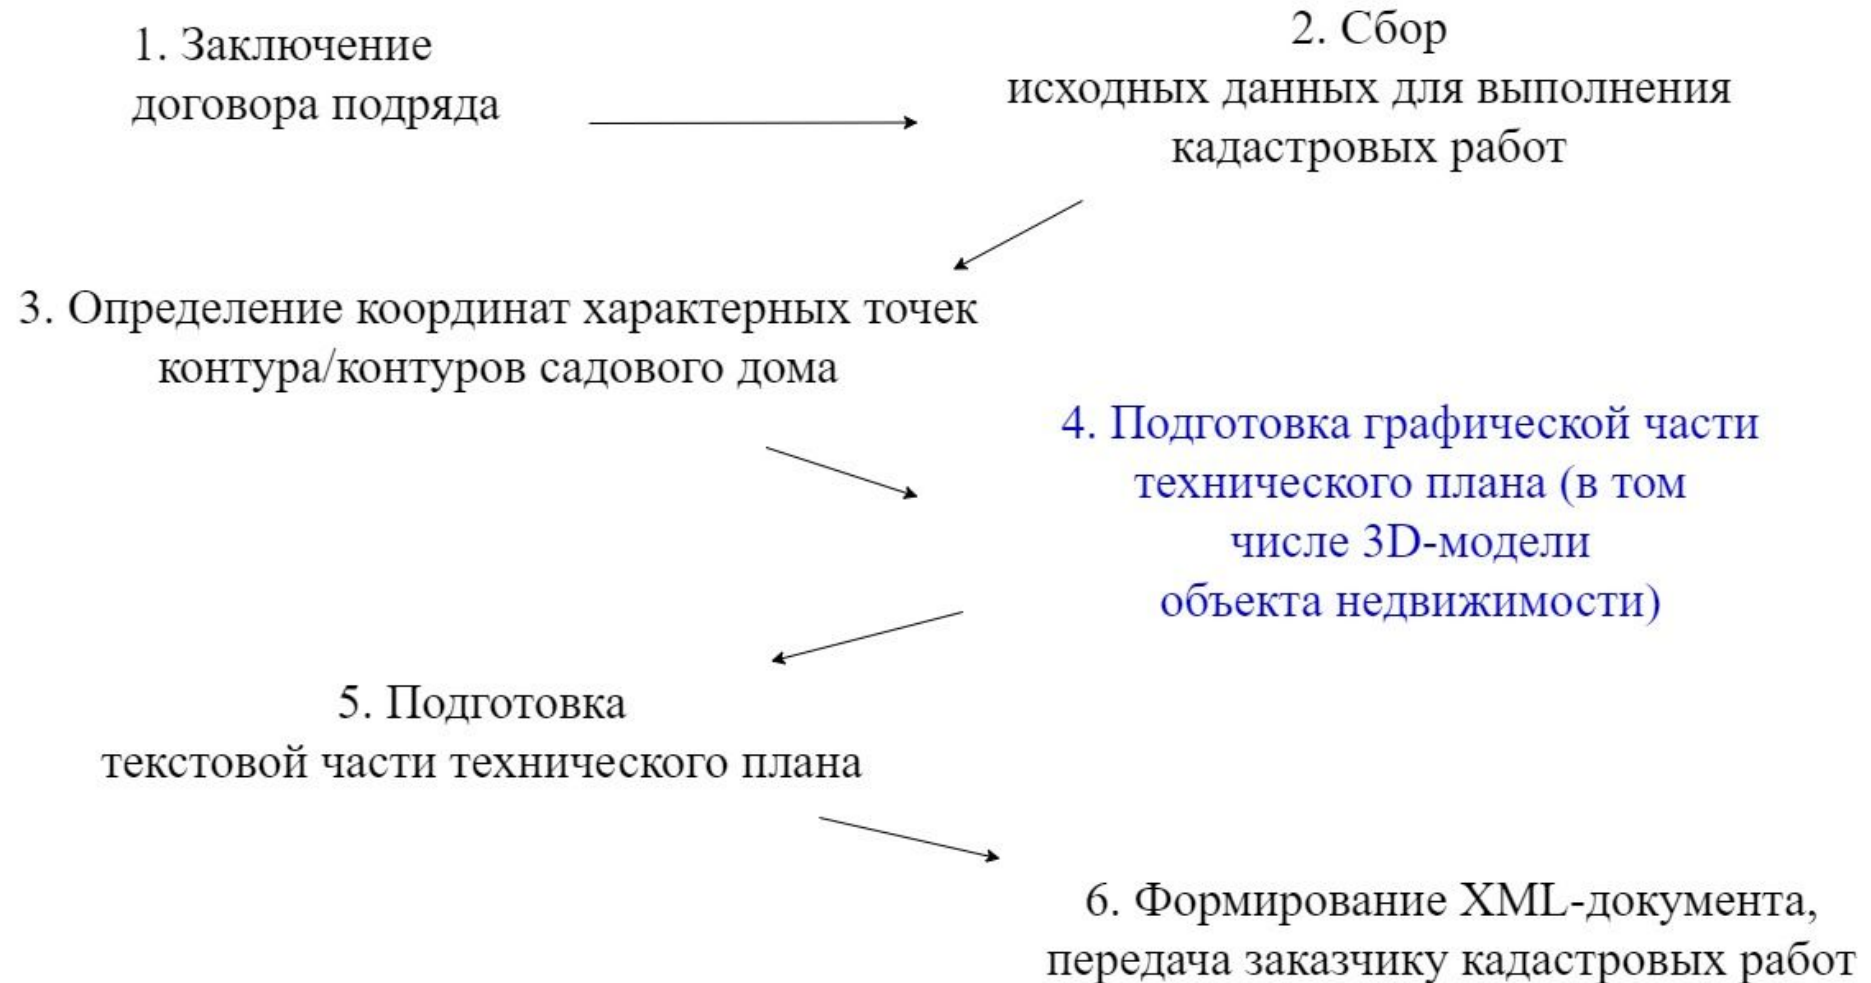 1. Заключение
договора подряда
2. Сбор
исходных данных для выполнения
кадастровых работ
3. Определение координат характерных точек
контура/контуров садового дома
4. Подготовка графической части
технического плана (в том
числе 3D-модели
объекта недвижимости)
5. Подготовка
текстовой части технического плана
6. Формирование XML-документа,
передача заказчику кадастровых работ